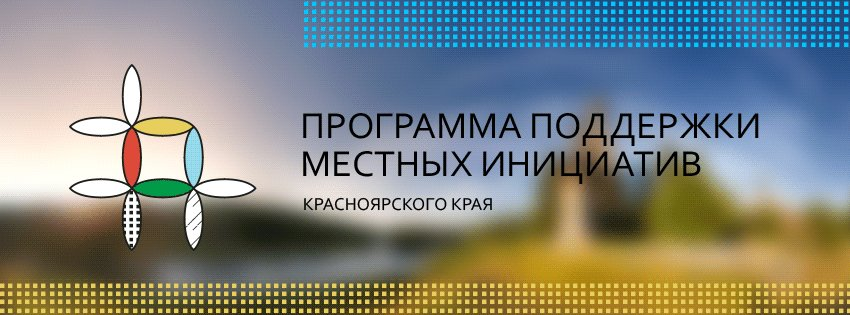 ПРОГРАММА ПОДДЕРЖКИ
МЕСТНЫХ ИНИЦИАТИВ
КРАСНОЯРСКОГО КРАЯ